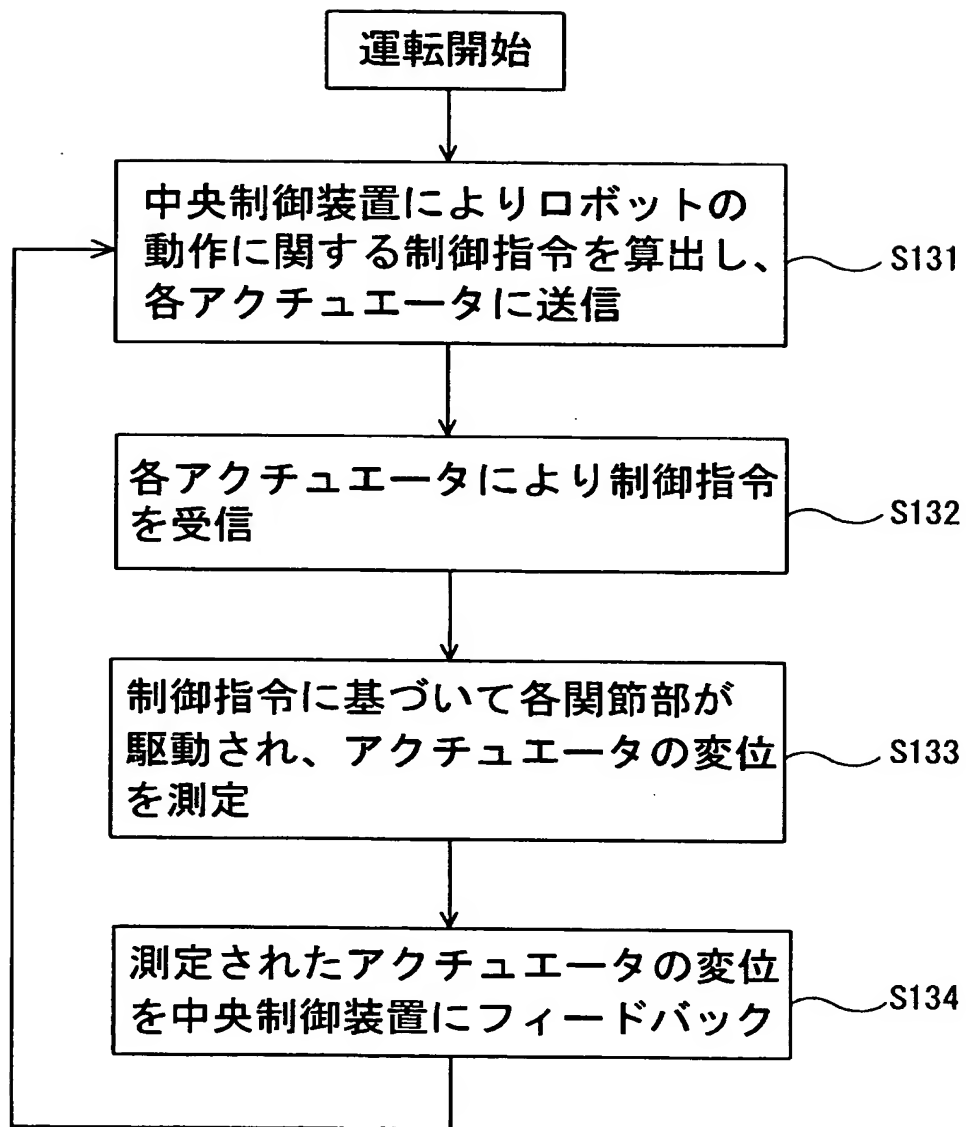 運転開始
中央制御装置によりロボットの
動作に関する制御指令を算出し、
各アクチュエータに送信
S131
各アクチュエータにより制御指令
を受信
S132
制御指令に基づいて各関節部が
駆動され、アクチュエータの変位
を測定
S133
測定されたアクチュエータの変位
を中央制御装置にフィードバック
S134